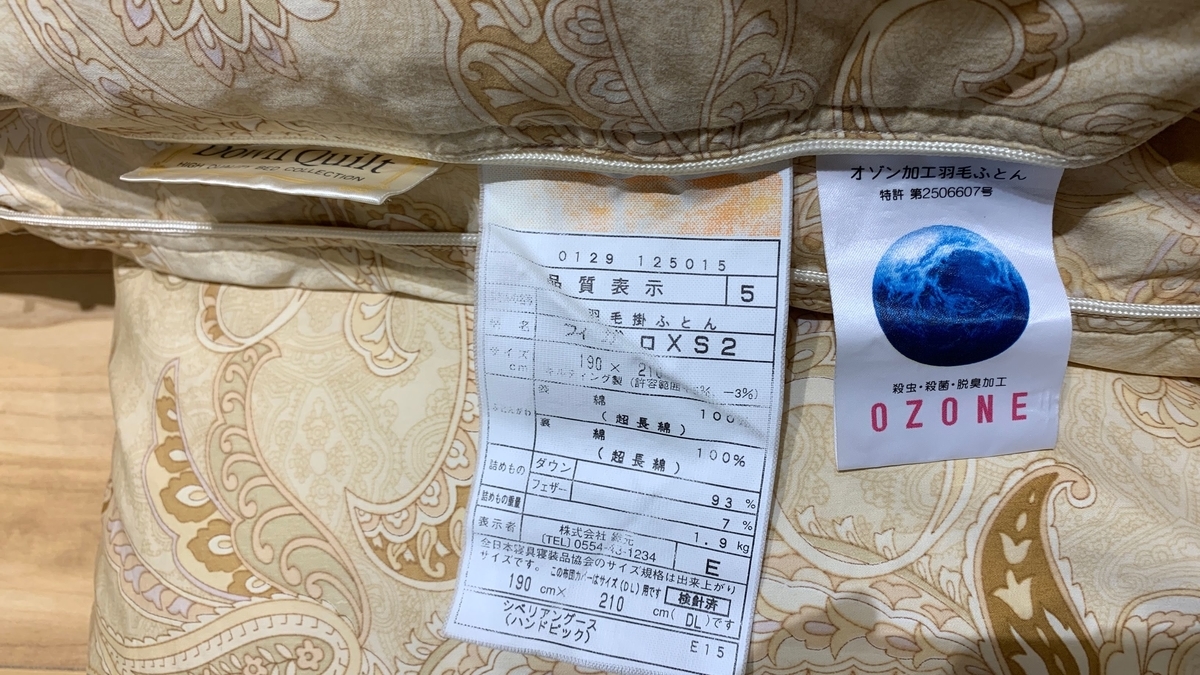 Down Quilt
BED COLLECTION
0129 125015
品質表示 5
羽毛掛ふとん
ロXS2
サイズ cm 190 × 210
キルティング製 (許容範囲 −3%)
表 綿 100%
(超長綿)
裏 綿 100%
(超長綿)
詰めもの ダウン 93 %
フェザー 7 %
詰めもの重量 1.9 kg
表示者 株式会社
(TEL) 0554-43-1234 E
全日本寝具寝装品協会のサイズ規格は出来上がり
サイズです。 この布団カバーはサイズ(DL)用です 検針済
190 cm× 210 cm(DL)です
シベリアングース
(ハンドピック) E15
オゾン加工羽毛ふとん
特許 第2506607号
殺虫・殺菌・脱臭加工
OZONE